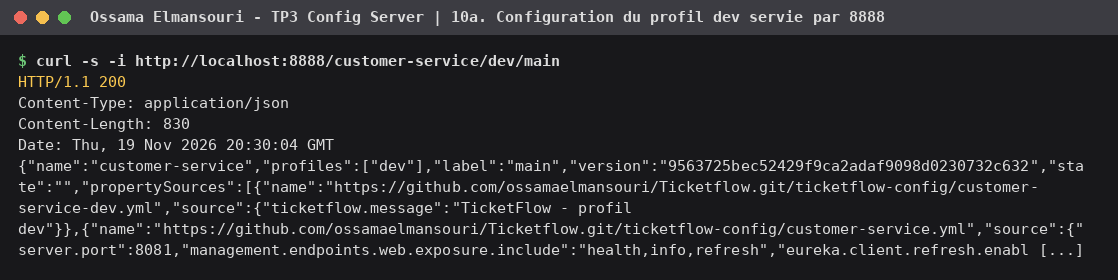 Ossama Elmansouri - TP3 Config Server | 10a. Configuration du profil dev servie par 8888
$ curl -s -i http://localhost:8888/customer-service/dev/main
HTTP/1.1 200
Content-Type: application/json
Content-Length: 830
Date: Thu, 19 Nov 2026 20:30:04 GMT
{"name":"customer-service","profiles":["dev"],"label":"main","version":"9563725bec52429f9ca2adaf9098d0230732c632","sta
te":"","propertySources":[{"name":"https://github.com/ossamaelmansouri/Ticketflow.git/ticketflow-config/customer-
service-dev.yml","source":{"ticketflow.message":"TicketFlow - profil
dev"}},{"name":"https://github.com/ossamaelmansouri/Ticketflow.git/ticketflow-config/customer-service.yml","source":{"
server.port":8081,"management.endpoints.web.exposure.include":"health,info,refresh","eureka.client.refresh.enabl [...]